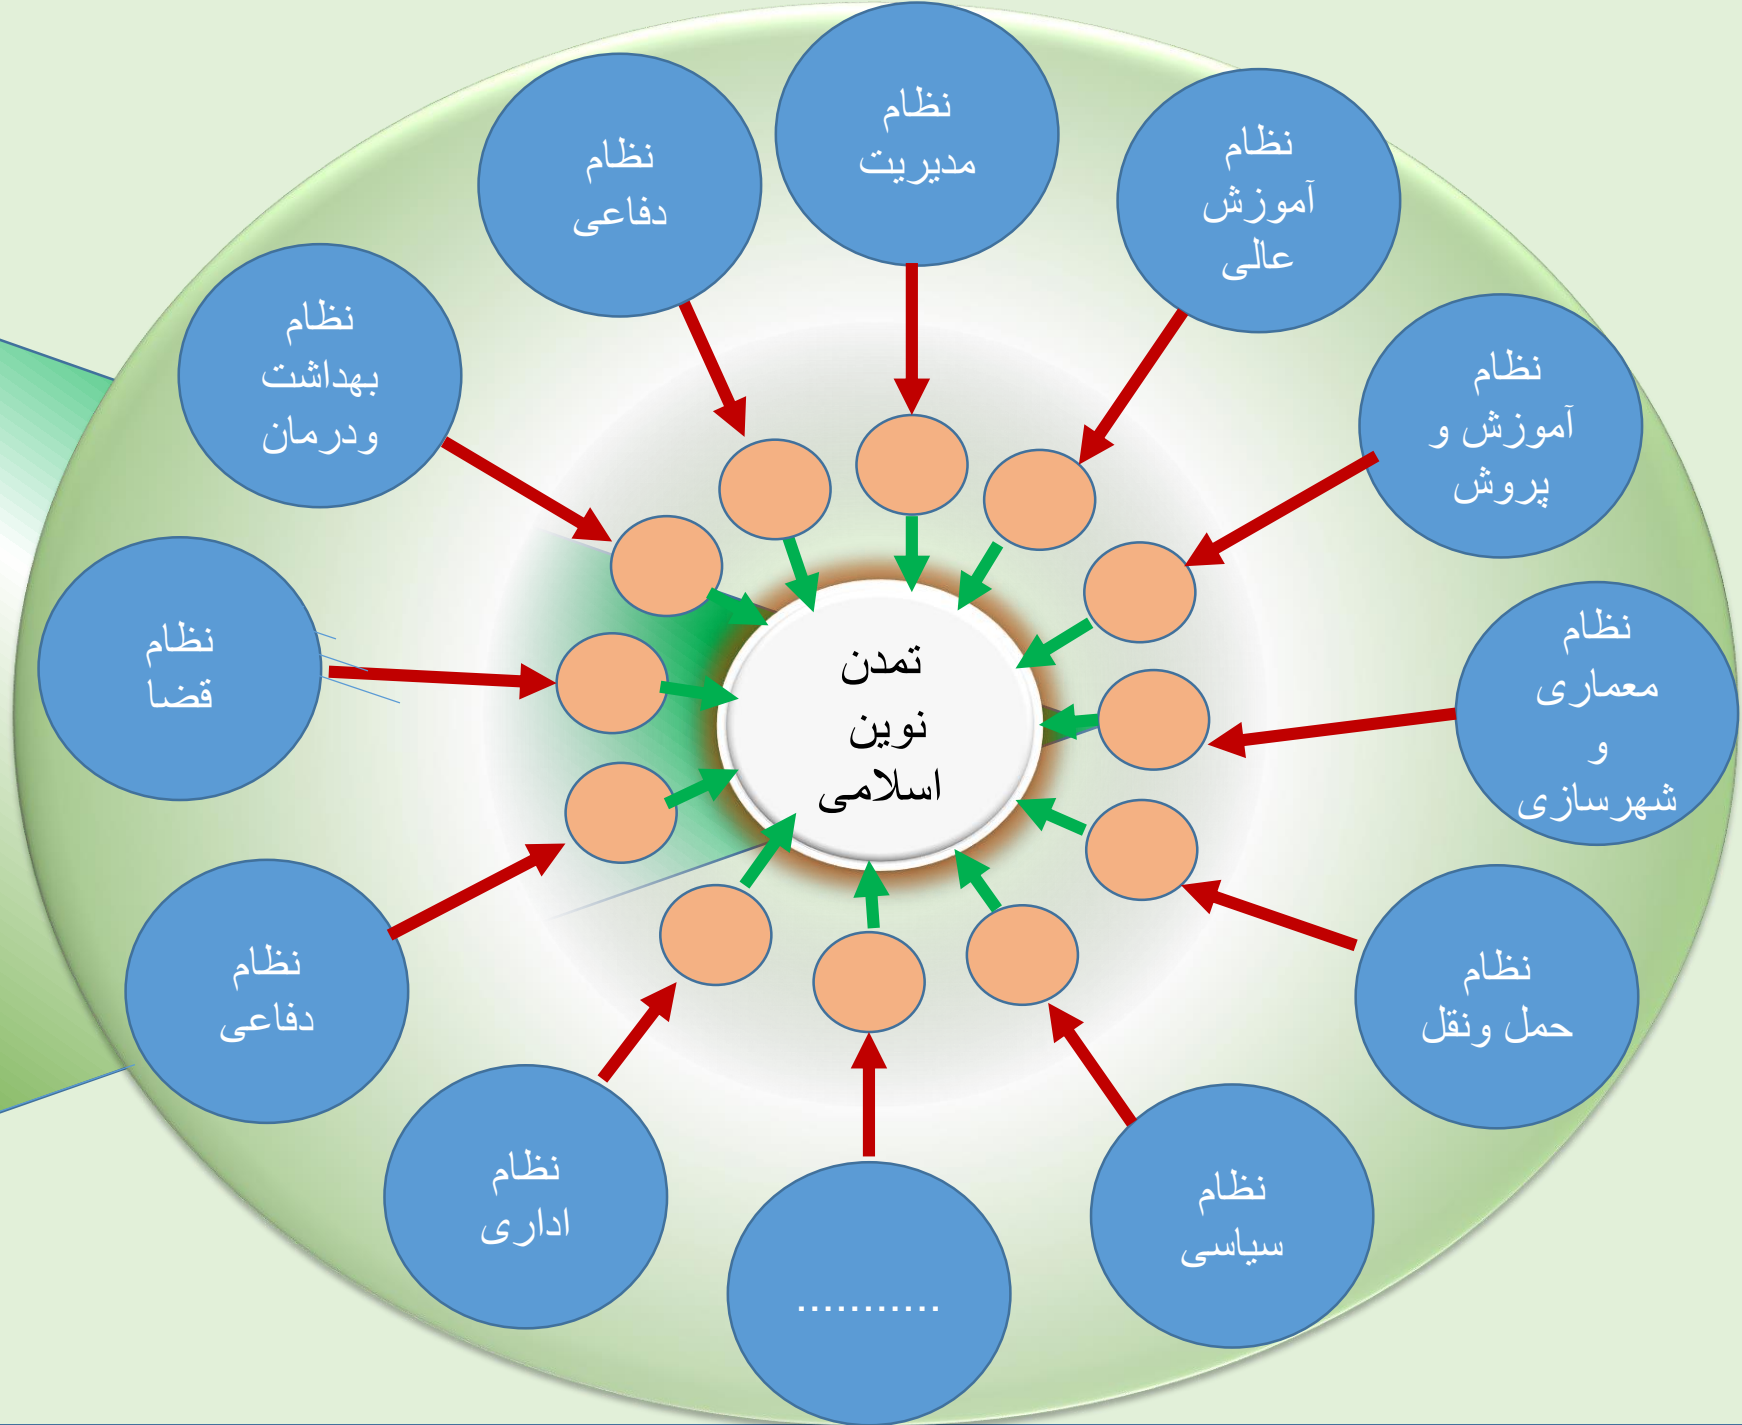 نظام
مدیریت
نظام
آموزش
عالی
نظام
آموزش و
پروش
نظام
معماری
و
شهرسازی
نظام
حمل ونقل
نظام
سیاسی
...........
نظام
اداری
نظام
دفاعی
نظام
قضا
نظام
بهداشت
ودرمان
نظام
دفاعی
تمدن
نوین
اسلامی